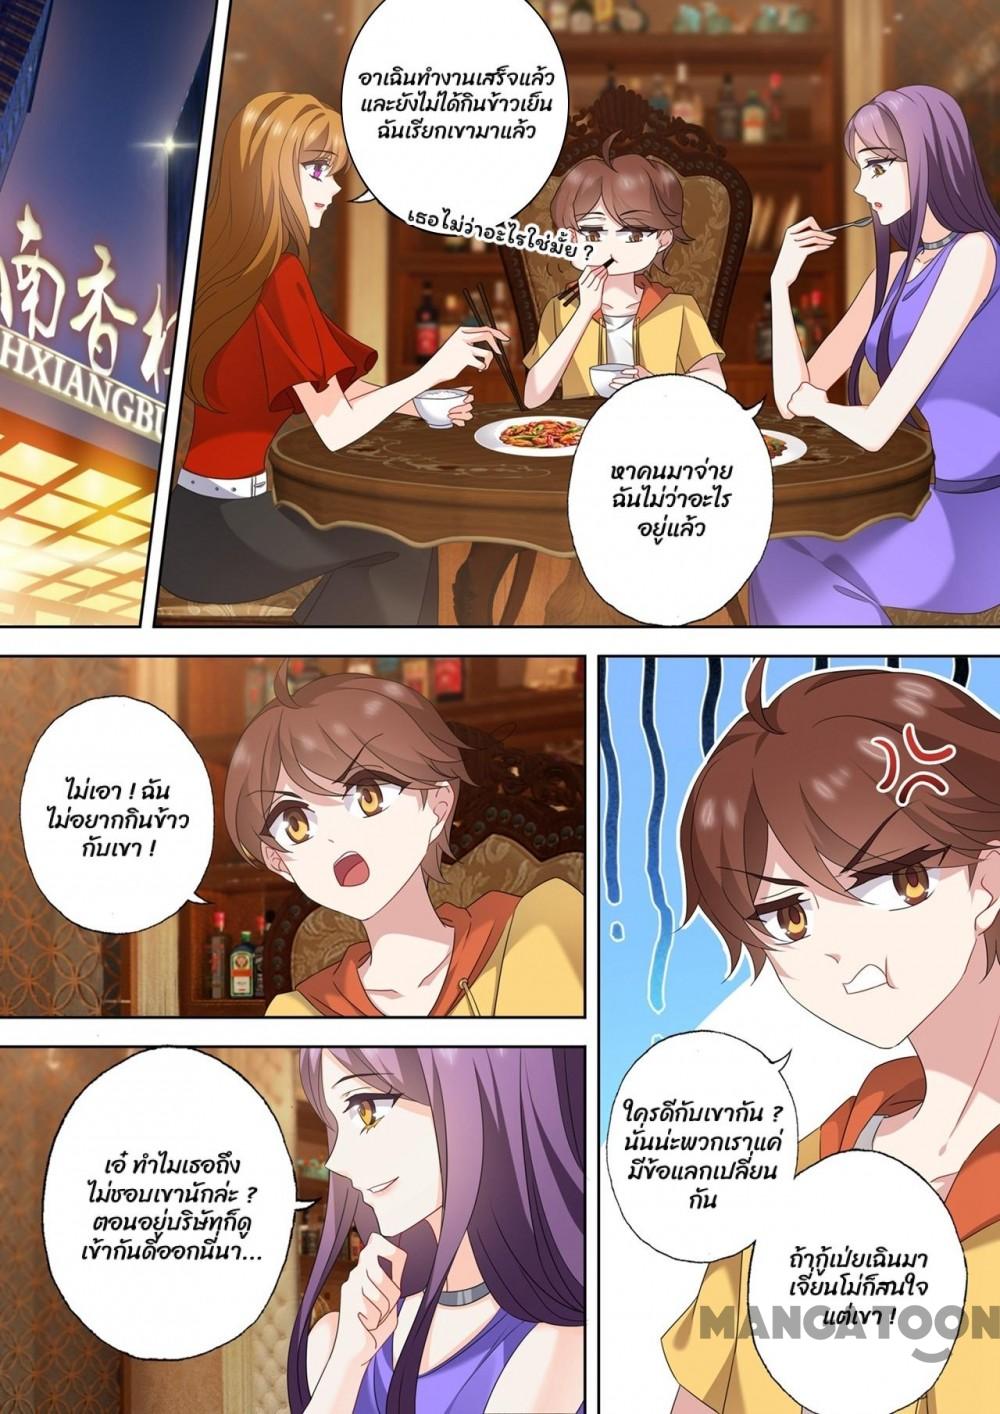 南香
HXIANGBU
อาเฉินทำงานเสร็จแล้ว
และยังไม่ได้กินข้าวเย็น
ฉันเรียกเขามาแล้ว
เธอไม่ว่าอะไรใช่มั้ย ?
หาคนมาจ่าย
ฉันไม่ว่าอะไร
อยู่แล้ว
ไม่เอา ! ฉัน
ไม่อยากกินข้าว
กับเขา !
เอ๋ ทำไมเธอถึง
ไม่ชอบเขานักล่ะ ?
ตอนอยู่บริษัทก็ดู
เข้ากันดีออกนี่นา...
ใครดีกับเขากัน ?
นั่นน่ะพวกเราแค่
มีข้อแลกเปลี่ยน
กัน
ถ้ากู้เป่ยเฉินมา
เจี่ยนโม่ก็สนใจ
แต่เขา !
MANGATOON